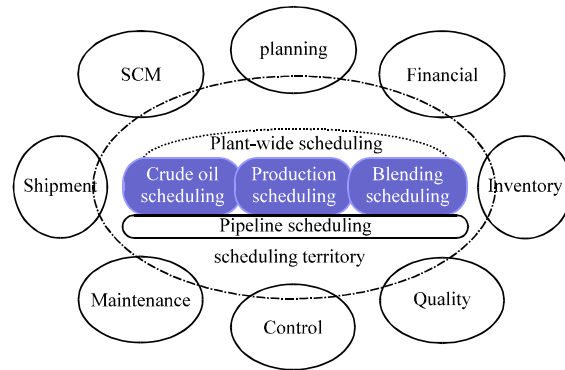 planning
SCM
Financial
Plant-wide scheduling
Crude oil
scheduling
Production
scheduling
Blending
scheduling
Shipment
Inventory
Pipeline scheduling
scheduling territory
Maintenance
Quality
Control